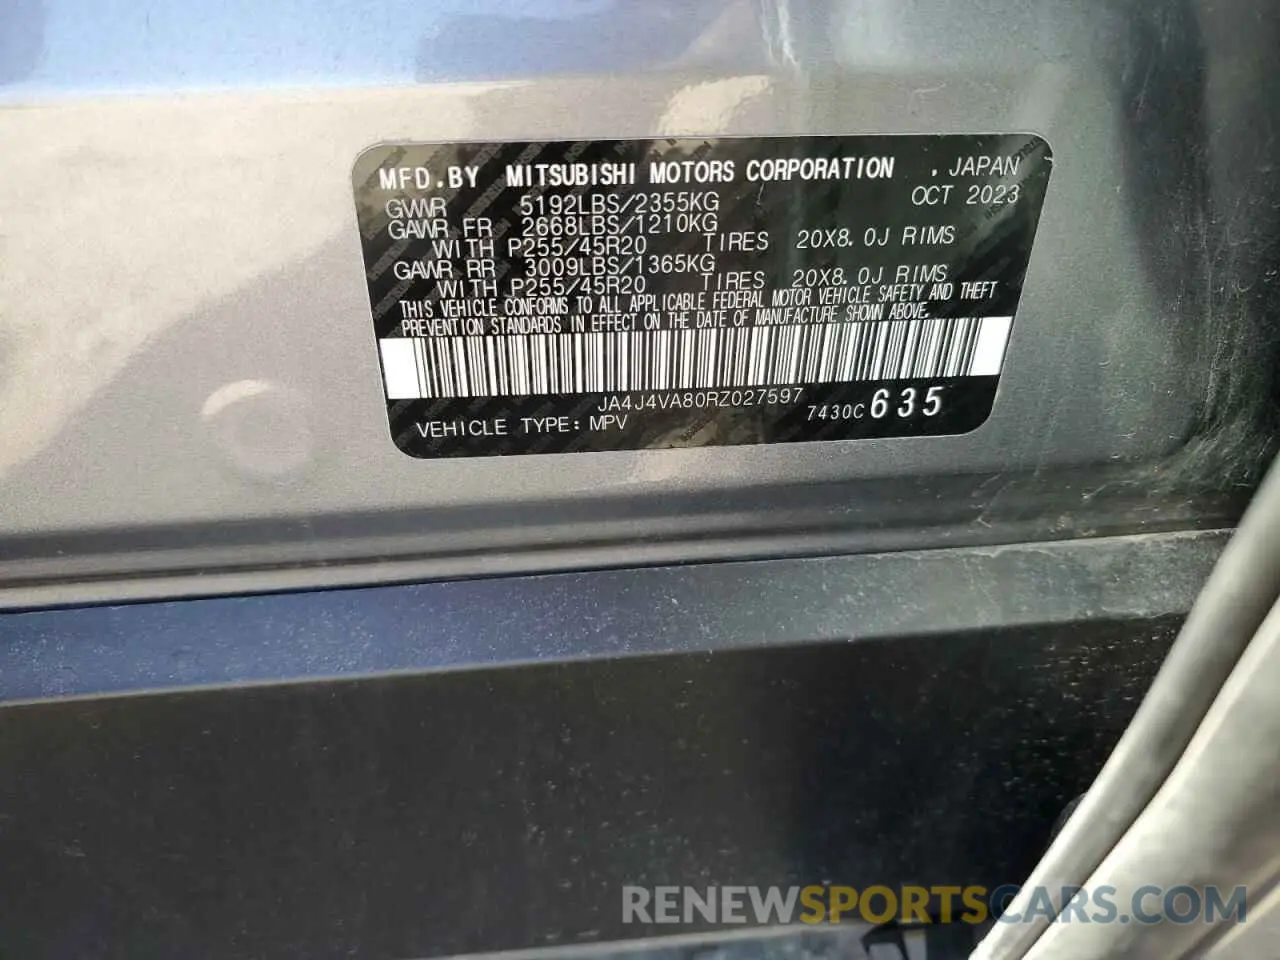 MFD.BY MITSUBISHI MOTORS CORPORATION .JAPAN
OCT 2023
GVWR 5192LBS/2355KG
GAWR FR 2668LBS/1210KG
WITH P255/45R20 TIRES 20X8.0J RIMS
GAWR RR 3009LBS/1365KG
WITH P255/45R20 TIRES 20X8.0J RIMS
THIS VEHICLE CONFORMS TO ALL APPLICABLE FEDERAL MOTOR VEHICLE SAFETY AND THEFT
PREVENTION STANDARDS IN EFFECT ON THE DATE OF MANUFACTURE SHOWN ABOVE.
JA4J4VA80RZ027597
VEHICLE TYPE: MPV 7430C 635
RENEWSPORTSCARS.COM